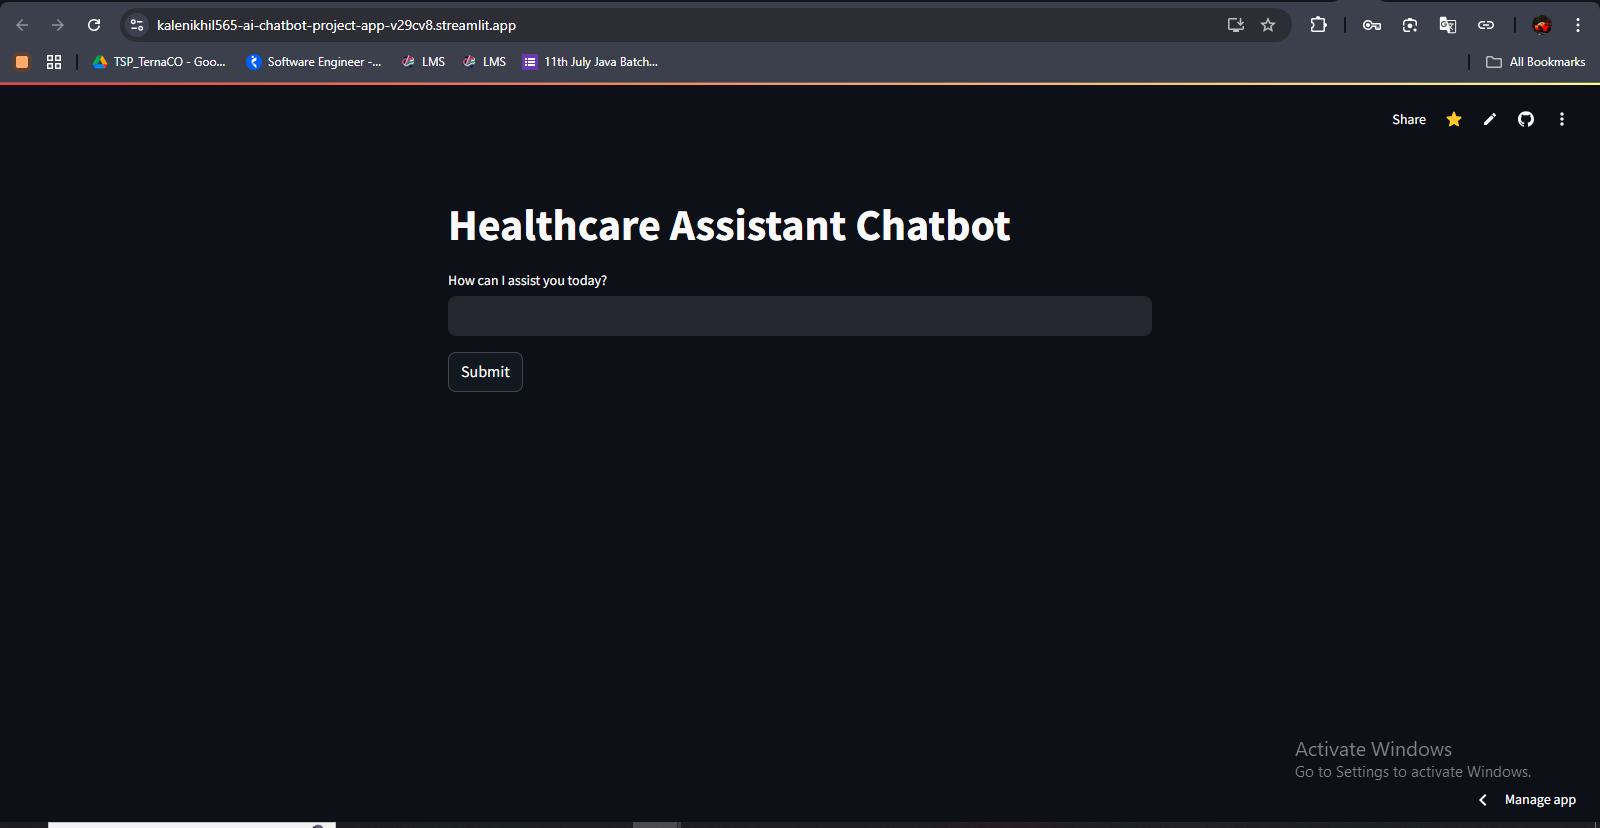 kalenikhil565-ai-chatbot-project-app-v29cv8.streamlit.app
TSP_TernaCO - Goo...
Software Engineer -...
LMS
LMS
11th July Java Batch...
All Bookmarks
Share
Healthcare Assistant Chatbot
How can I assist you today?
Submit
Activate Windows
Go to Settings to activate Windows.
Manage app